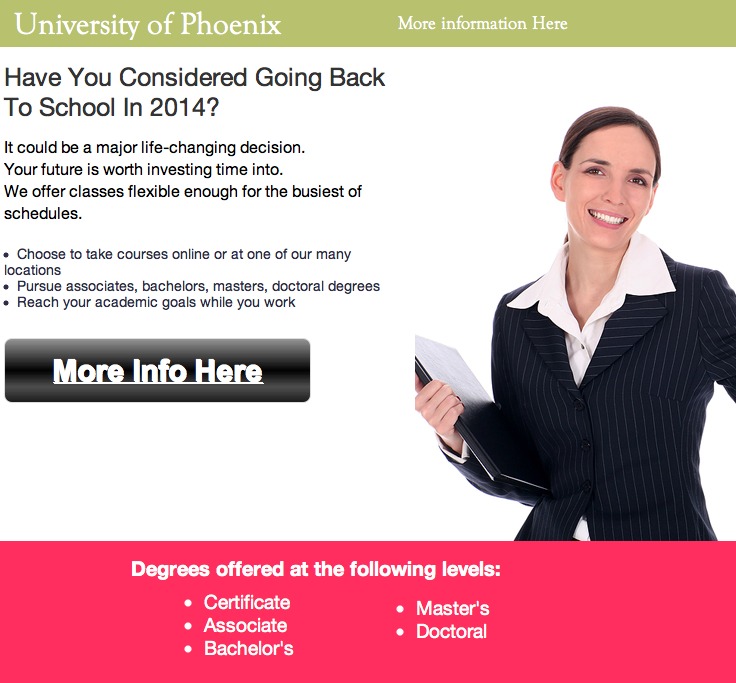 University of Phoenix
More information Here
Have You Considered Going Back
To School In 2014?
It could be a major life-changing decision.
Your future is worth investing time into.
We offer classes flexible enough for the busiest of
schedules.
• Choose to take courses online or at one of our many
locations
• Pursue associates, bachelors, masters, doctoral degrees
• Reach your academic goals while you work
More Info Here
Degrees offered at the following levels:
• Certificate
• Associate
• Bachelor's
• Master's
• Doctoral